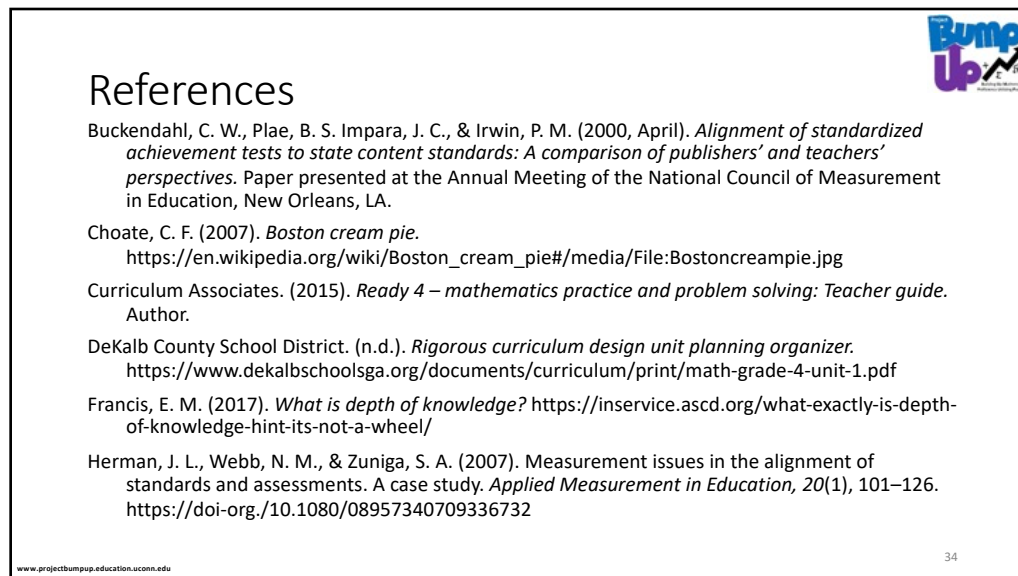 Project
Bump
Up
References
Buckendahl, C. W., Plae, B. S. Impara, J. C., & Irwin, P. M. (2000, April). Alignment of standardized
achievement tests to state content standards: A comparison of publishers’ and teachers’
perspectives. Paper presented at the Annual Meeting of the National Council of Measurement
in Education, New Orleans, LA.
Choate, C. F. (2007). Boston cream pie.
https://en.wikipedia.org/wiki/Boston_cream_pie#/media/File:Bostoncreampie.jpg
Curriculum Associates. (2015). Ready 4 – mathematics practice and problem solving: Teacher guide.
Author.
DeKalb County School District. (n.d.). Rigorous curriculum design unit planning organizer.
https://www.dekalbschoolsga.org/documents/curriculum/print/math-grade-4-unit-1.pdf
Francis, E. M. (2017). What is depth of knowledge? https://inservice.ascd.org/what-exactly-is-depth-
of-knowledge-hint-its-not-a-wheel/
Herman, J. L., Webb, N. M., & Zuniga, S. A. (2007). Measurement issues in the alignment of
standards and assessments. A case study. Applied Measurement in Education, 20(1), 101–126.
https://doi-org./10.1080/08957340709336732
34
www.projectbumpup.education.uconn.edu